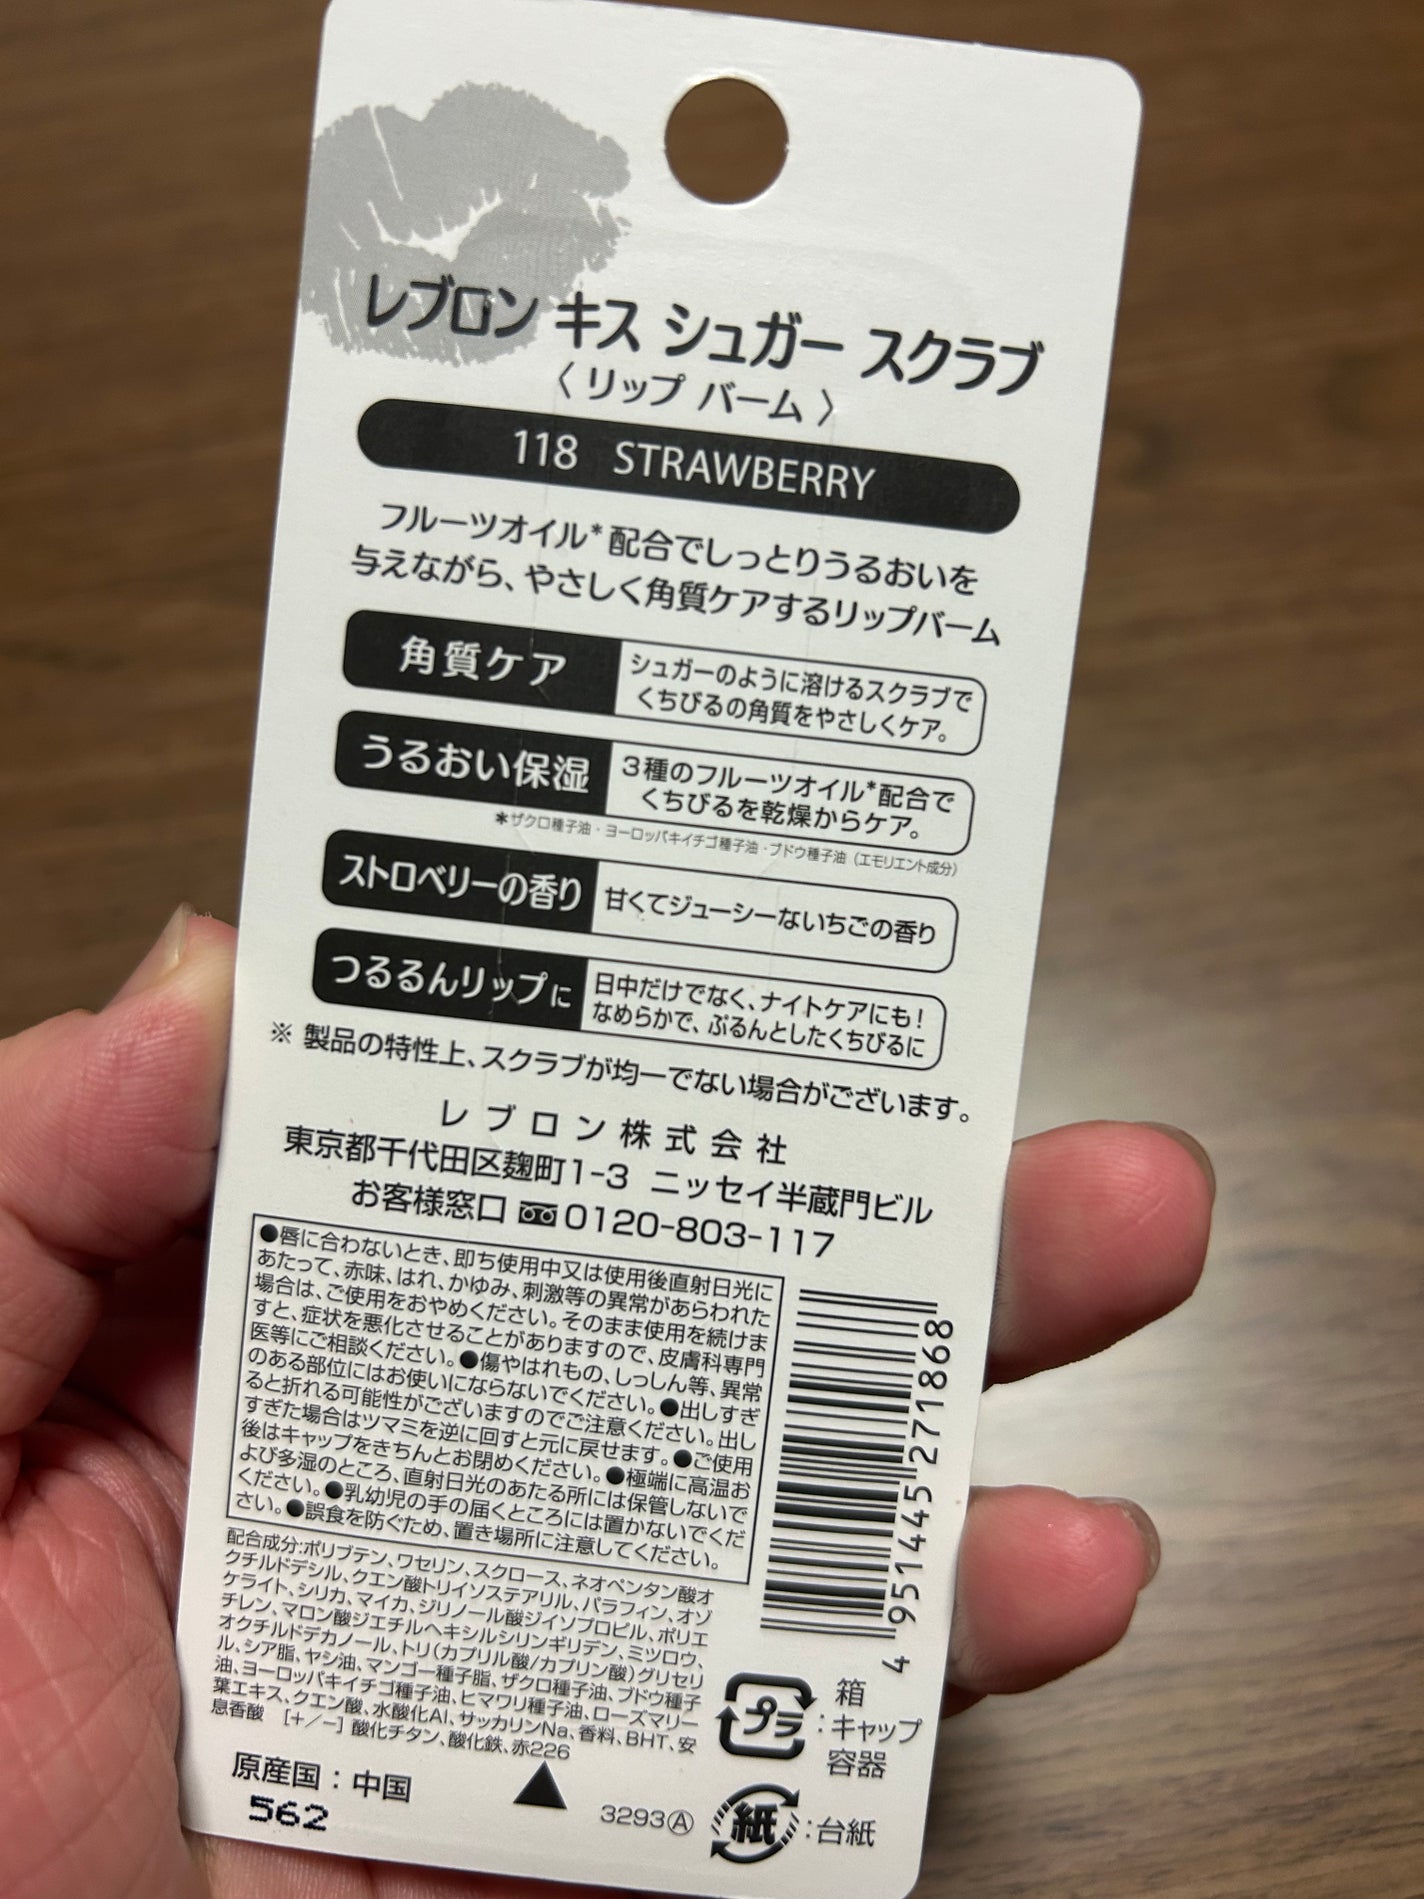 レブロン キス シュガー スクラブ
〈 リップ バーム 〉
118 STRAWBERRY
フルーツオイル*配合でしっとりうるおいを
与えながら、やさしく角質ケアするリップバーム
角質ケア
シュガーのように溶けるスクラブで
くちびるの角質をやさしくケア。
うるおい保湿
3種のフルーツオイル*配合で
くちびるを乾燥からケア。
*ザクロ種子油・ヨーロッパキイチゴ種子油・ブドウ種子油（エモリエント成分）
ストロベリーの香り
甘くてジューシーないちごの香り
つるるんリップに
日中だけでなく、ナイトケアにも！
なめらかで、ぷるんとしたくちびるに
※ 製品の特性上、スクラブが均一でない場合がございます。
レブロン株式会社
東京都千代田区麹町1-3 ニッセイ半蔵門ビル
お客様窓口 0120-803-117
●唇に合わないとき、即ち使用中又は使用後直射日光に
あたって、赤味、はれ、かゆみ、刺激等の異常があらわれた
場合は、ご使用をおやめください。そのまま使用を続けま
すと、症状を悪化させることがありますので、皮膚科専門
医等にご相談ください。●傷やはれもの、しっしん等、異常
のある部位にはお使いにならないでください。●出しすぎ
ると折れる可能性がございますのでご注意ください。出し
すぎた場合はツマミを逆に回すと元に戻せます。●ご使用
後はキャップをきちんとお閉めください。●極端に高温お
よび多湿のところ、直射日光のあたる所には保管しないで
ください。●乳幼児の手の届くところには置かないでくだ
さい。●誤食を防ぐため、置き場所に注意してください。
4 951445 271868
配合成分:ポリブテン、ワセリン、スクロース、ネオペンタン酸オ
クチルドデシル、クエン酸トリイソステアリル、パラフィン、オゾ
ケライト、シリカ、マイカ、ジリノール酸ジイソプロピル、ポリエ
チレン、マロン酸ジエチルヘキシルシリンギリデン、ミツロウ、
オクチルドデカノール、トリ(カプリル酸/カプリン酸)グリセリ
ル、シア脂、ヤシ油、マンゴー種子脂、ザクロ種子油、ブドウ種子
油、ヨーロッパキイチゴ種子油、ヒマワリ種子油、ローズマリー
葉エキス、クエン酸、水酸化Al、サッカリンNa、香料、BHT、安
息香酸 [+/−] 酸化チタン、酸化鉄、赤226
プラ
箱
:キャップ
容器
原産国：中国
562
3293Ⓐ
紙 :台紙